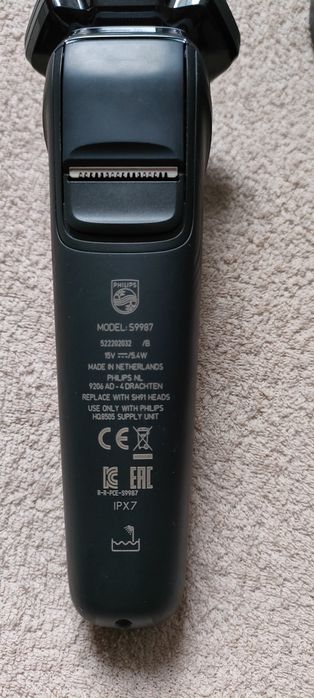 PHILIPS
MODEL: S9987
522202032 /B
15V ⎓/5.4W
MADE IN NETHERLANDS
PHILIPS NL
9206 AD - 4 DRACHTEN
REPLACE WITH SH91 HEADS
USE ONLY WITH PHILIPS
HQ8505 SUPPLY UNIT
CE
EAC
R-R-PCE-S9987
IPX7